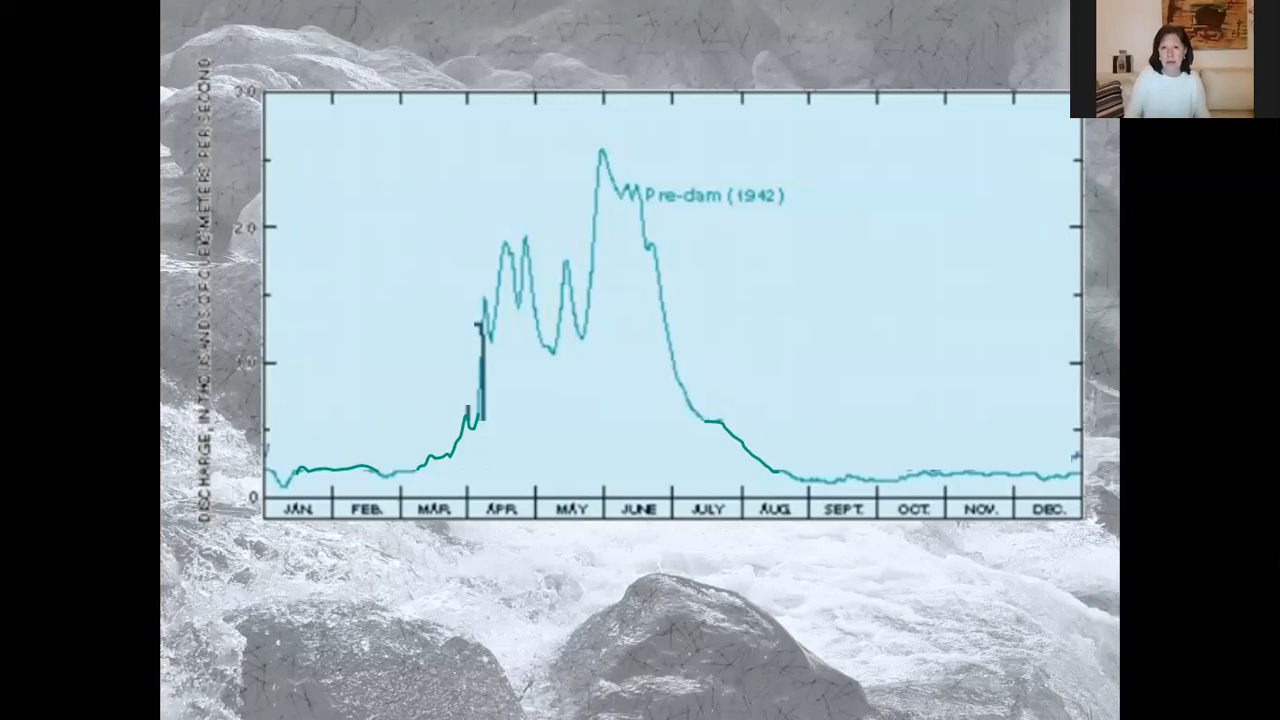 DISCHARGE, IN THOUSANDS OF CUBIC METERS PER SECOND
3.0
2.0
1.0
0
Pre-dam (1942)
JAN. FEB. MAR. APR. MAY JUNE JULY AUG. SEPT. OCT. NOV. DEC.